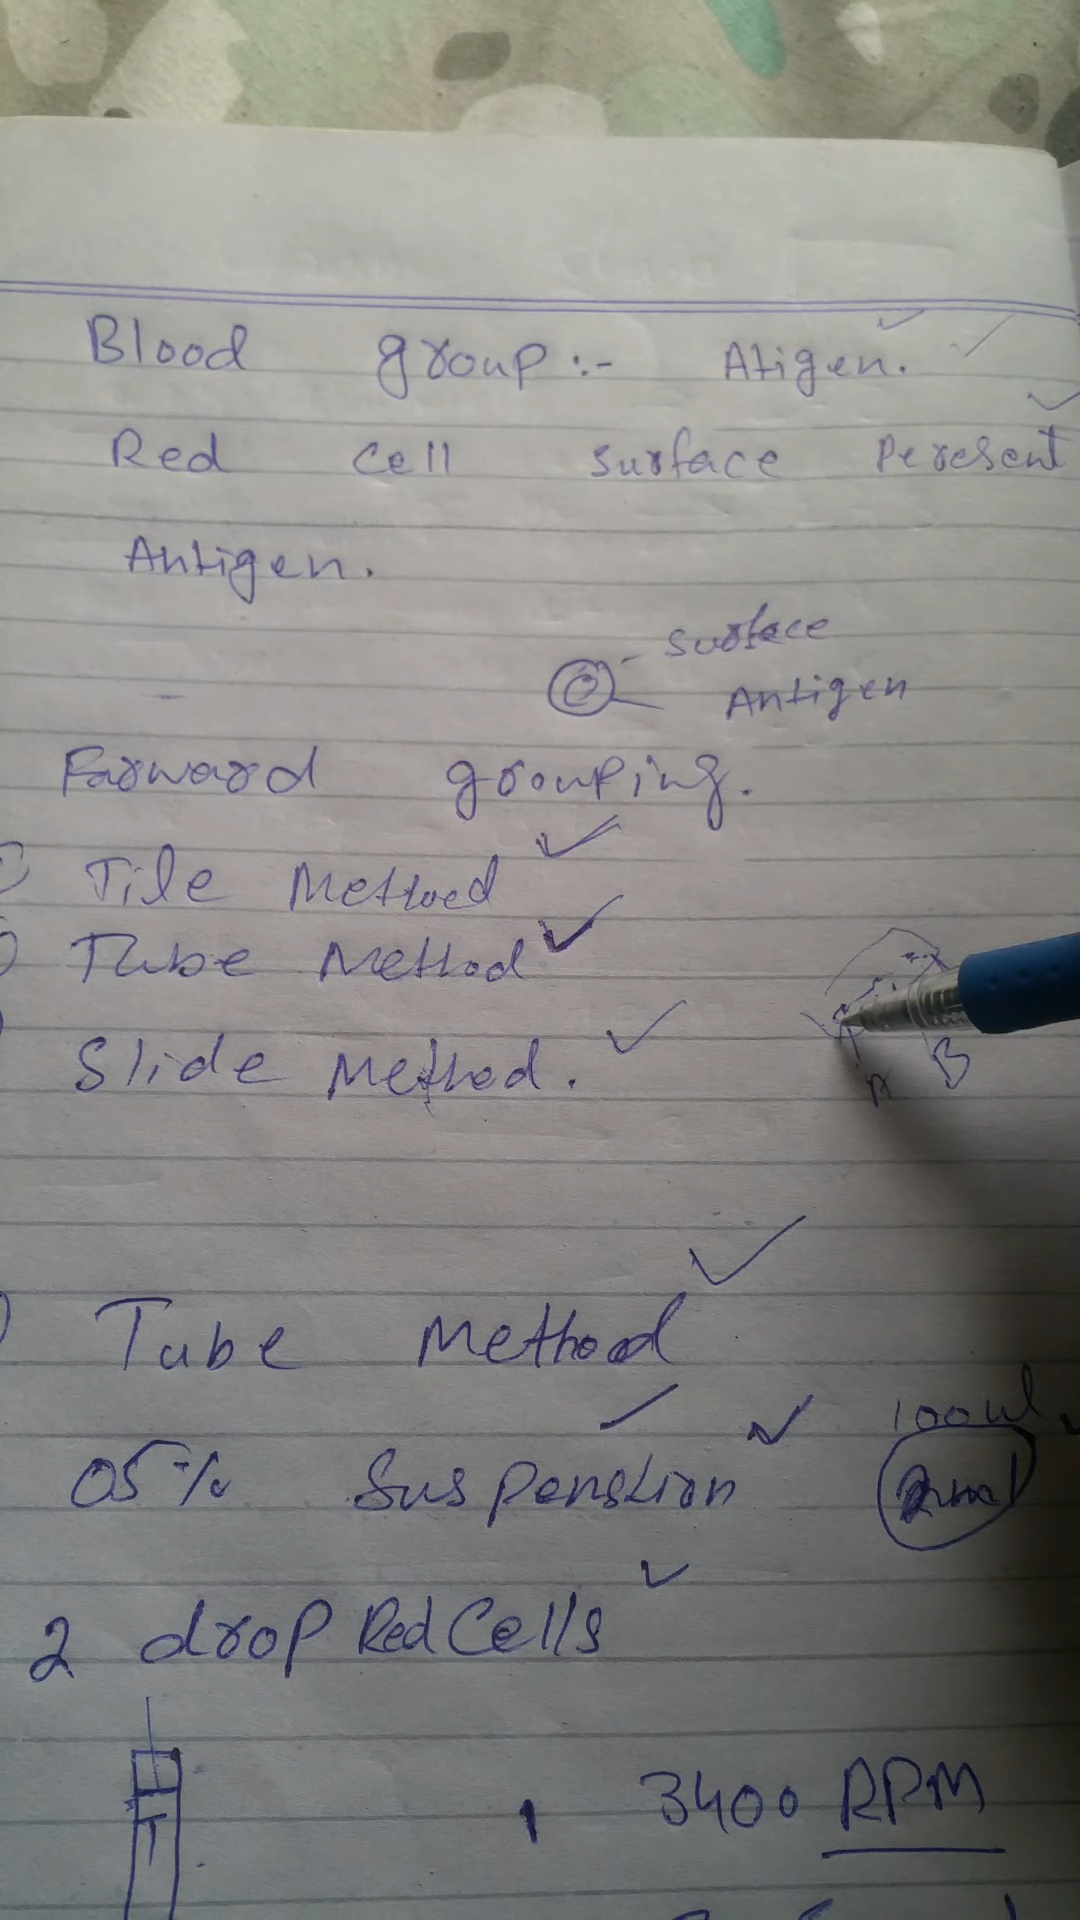 Blood group :- Atigen.
Red Cell Surface Peresent
Antigen.
Surface
Antigen
Farward grouping.
Tile Method
Tube Method
Slide Method.
A B
Tube Method
100ul
05% Suspenstion
2 drop Red Cells
T
3400 RPM